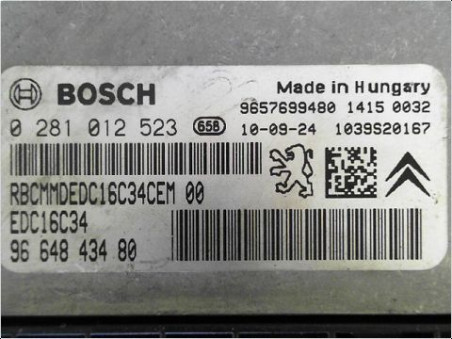 BOSCH Made in Hungary
9657699480 1415 0032
0 281 012 523 658 10-09-24 1039S20167
RBCMMDEDC16C34CEM 00
EDC16C34
96 648 434 80